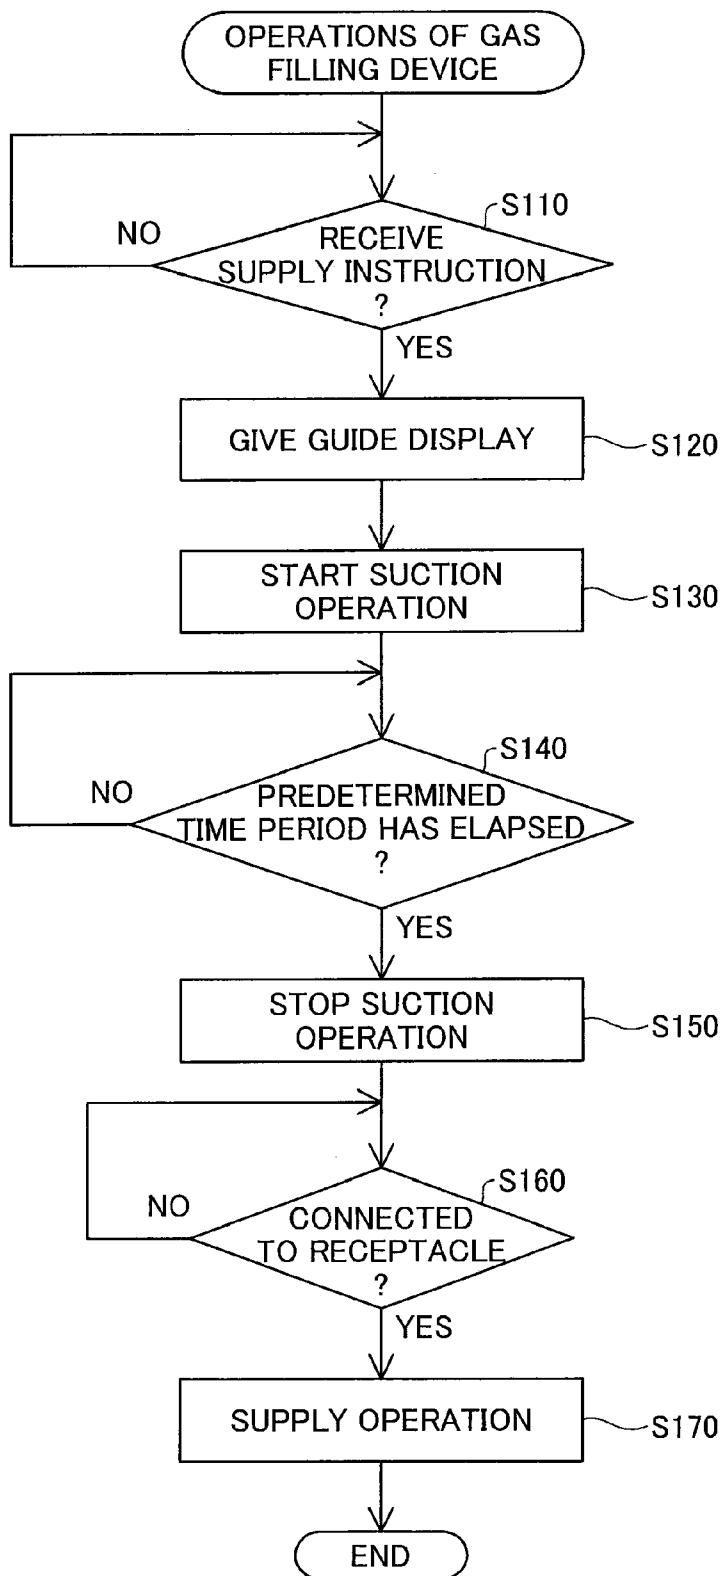 OPERATIONS OF GAS
FILLING DEVICE
S110
NO
RECEIVE
SUPPLY INSTRUCTION
?
YES
GIVE GUIDE DISPLAY
S120
START SUCTION
OPERATION
S130
S140
NO
PREDETERMINED
TIME PERIOD HAS ELAPSED
?
YES
STOP SUCTION
OPERATION
S150
S160
NO
CONNECTED
TO RECEPTACLE
?
YES
SUPPLY OPERATION
S170
END